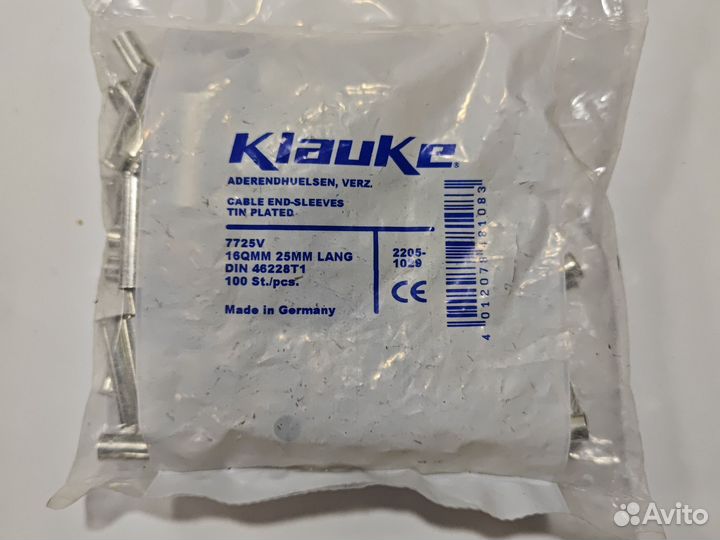 Klauke
ADERENDHUELSEN, VERZ.
CABLE END-SLEEVES
TIN PLATED
7725V
16QMM 25MM LANG
DIN 46228T1
100 St./pcs.
Made in Germany
2205-
1029
CE
Avito